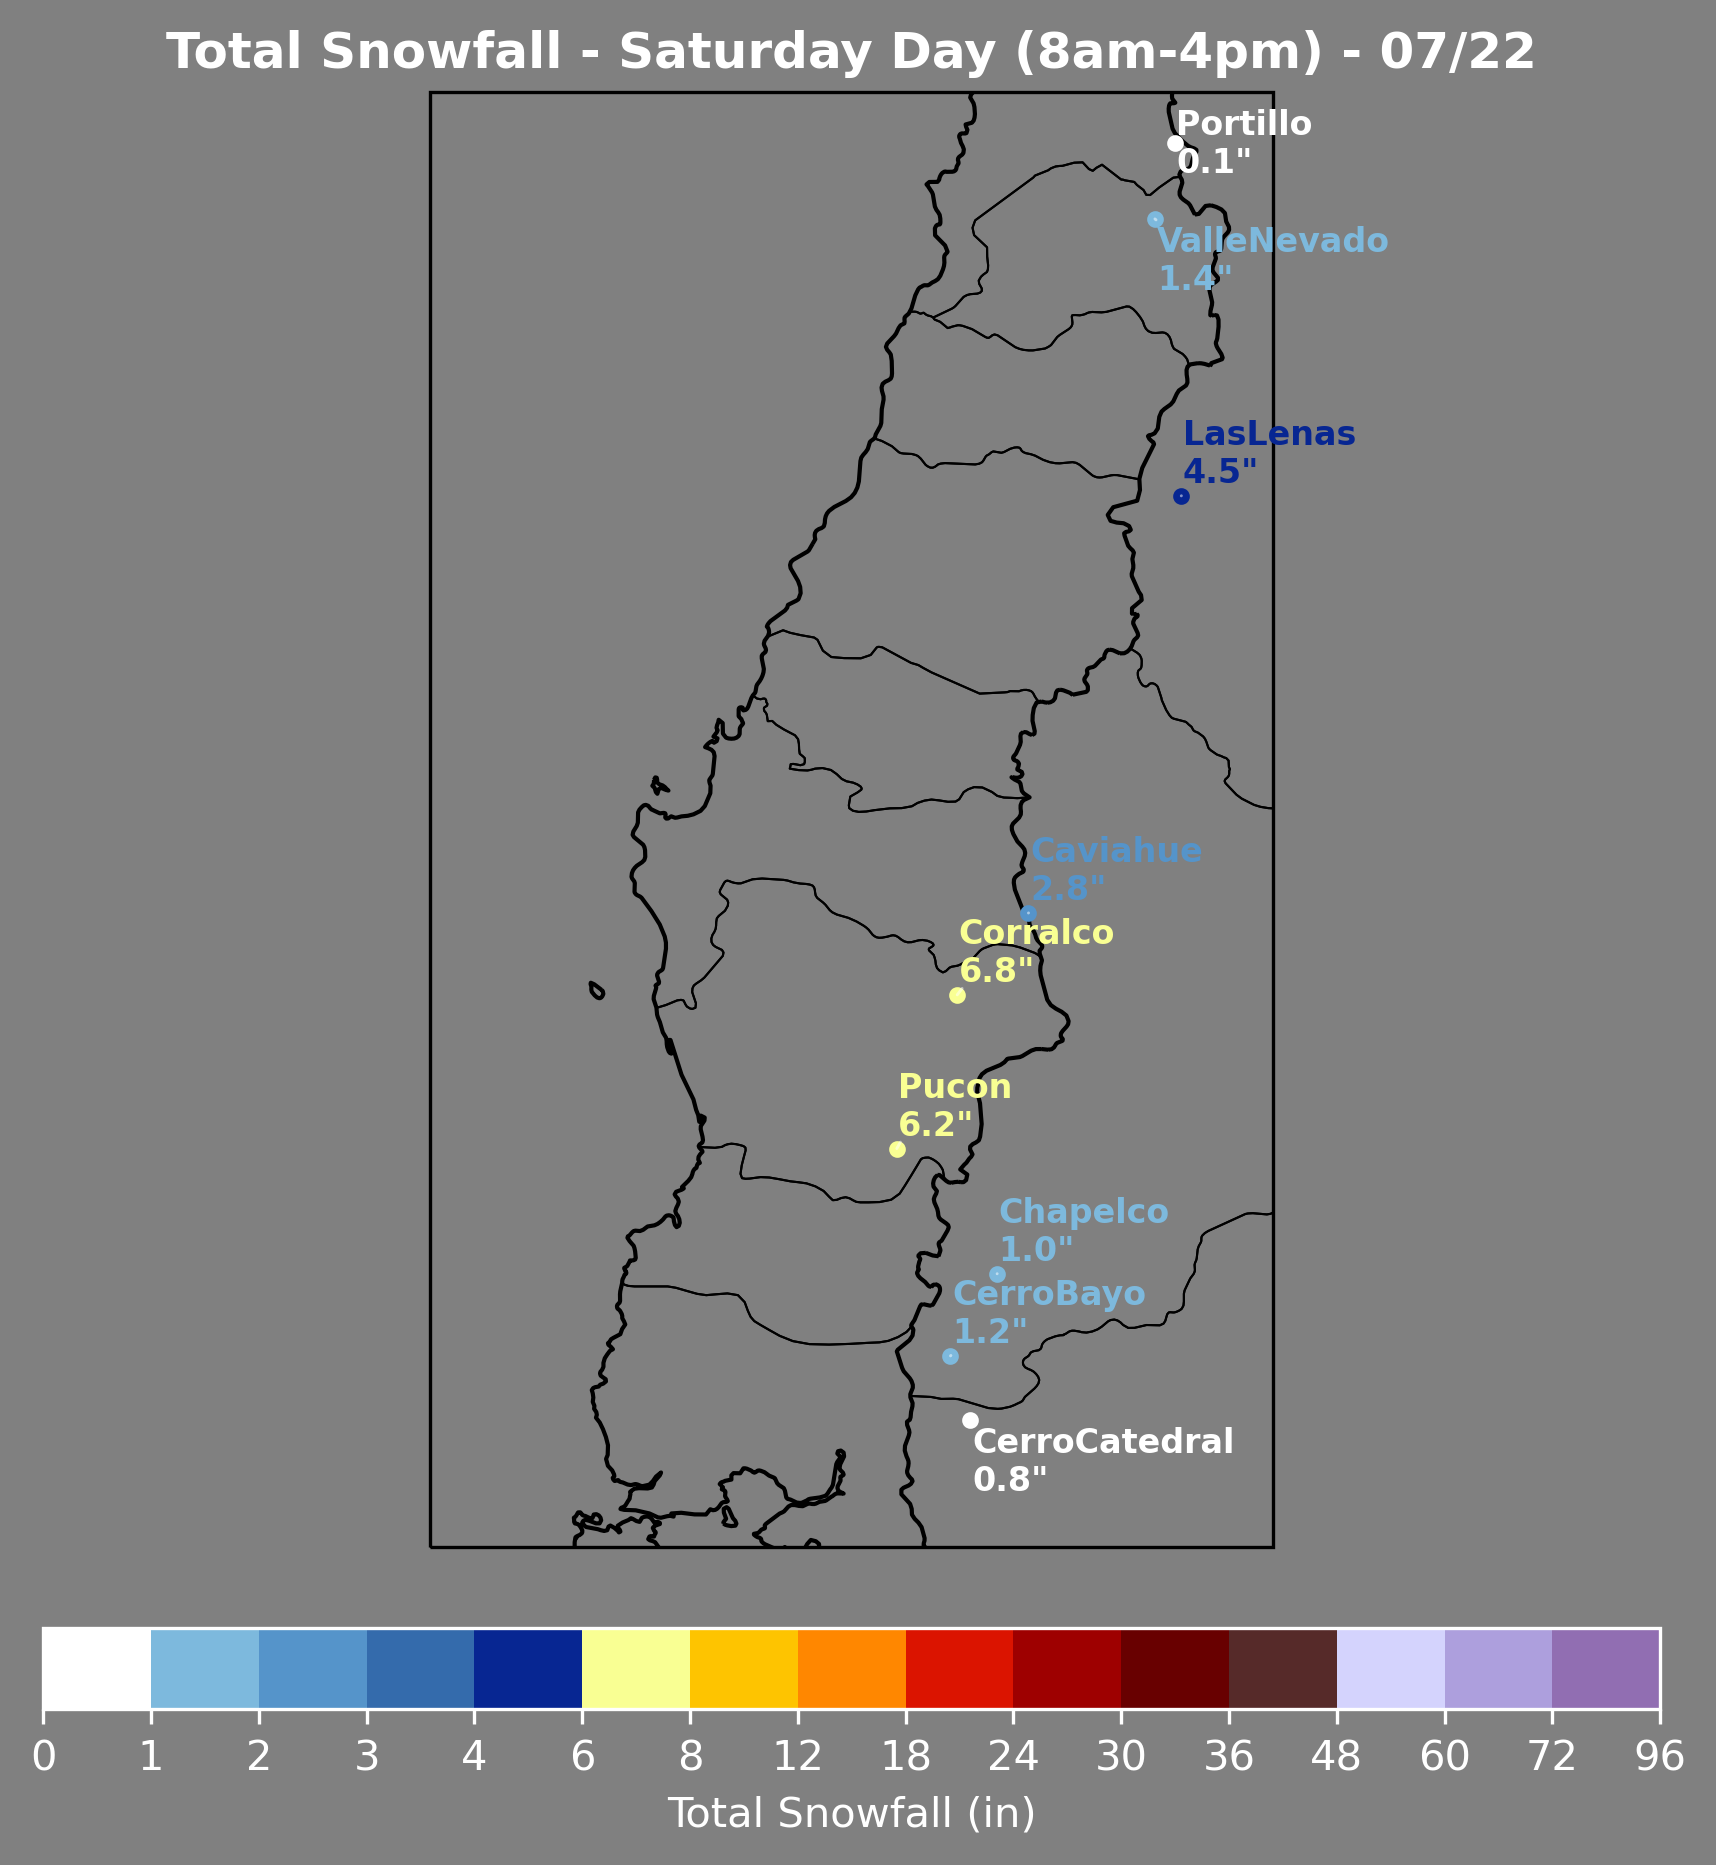 Total Snowfall - Saturday Day (8am-4pm) - 07/22
Portillo
0.1"
ValleNevado
1.4"
LasLenas
4.5"
Caviahue
2.8"
Corralco
6.8"
Pucon
6.2"
Chapelco
1.0"
CerroBayo
1.2"
CerroCatedral
0.8"
0 1 2 3 4 6 8 12 18 24 30 36 48 60 72 96
Total Snowfall (in)